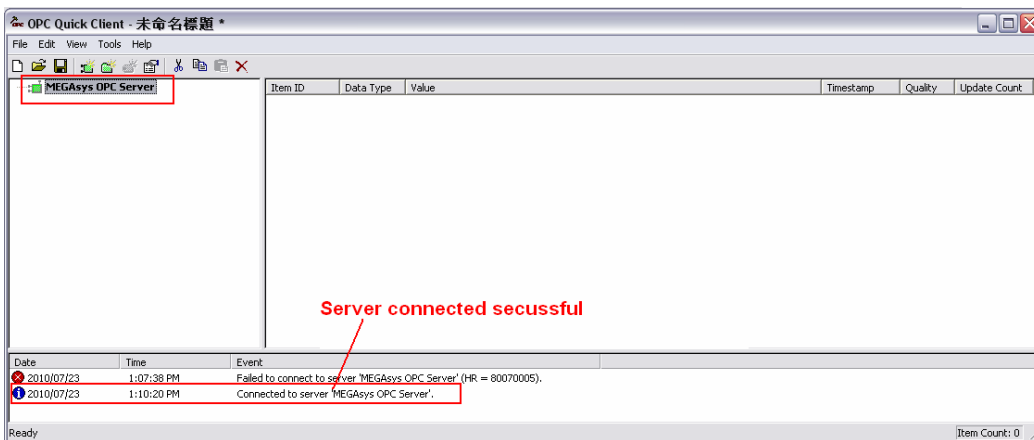 OPC Quick Client - 未命名標題 *
File Edit View Tools Help
MEGAsys OPC Server
Item ID Data Type Value Timestamp Quality Update Count
Server connected secussful
Date Time Event
2010/07/23 1:07:38 PM Failed to connect to server 'MEGAsys OPC Server' (HR = 80070005).
2010/07/23 1:10:20 PM Connected to server 'MEGAsys OPC Server'.
Ready Item Count: 0